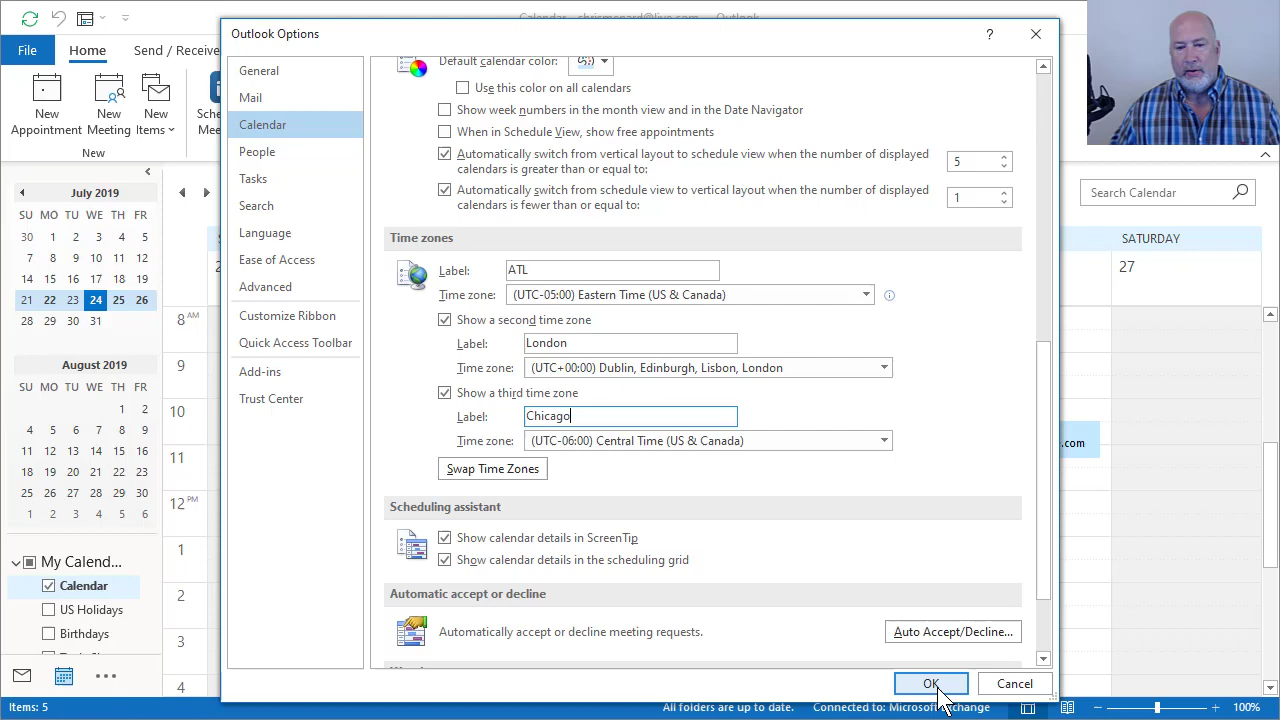 Calendar - chrismenard@live.com - Outlook
Outlook Options
?
File
Home
Send / Receive
New
Appointment
New
Meeting
New
Items
New
General
Mail
Calendar
People
Tasks
Search
Language
Ease of Access
Advanced
Customize Ribbon
Quick Access Toolbar
Add-ins
Trust Center
Default calendar color:
Use this color on all calendars
Show week numbers in the month view and in the Date Navigator
When in Schedule View, show free appointments
Automatically switch from vertical layout to schedule view when the number of displayed
calendars is greater than or equal to:
5
Automatically switch from schedule view to vertical layout when the number of displayed
calendars is fewer than or equal to:
1
Time zones
Label:
ATL
Time zone:
(UTC-05:00) Eastern Time (US & Canada)
Show a second time zone
Label:
London
Time zone:
(UTC+00:00) Dublin, Edinburgh, Lisbon, London
Show a third time zone
Label:
Chicago
Time zone:
(UTC-06:00) Central Time (US & Canada)
Swap Time Zones
Scheduling assistant
Show calendar details in ScreenTip
Show calendar details in the scheduling grid
Automatic accept or decline
Automatically accept or decline meeting requests.
Auto Accept/Decline...
OK
Cancel
July 2019
SU MO TU WE TH FR
30 1 2 3 4 5
7 8 9 10 11 12
14 15 16 17 18 19
21 22 23 24 25 26
28 29 30 31
August 2019
SU MO TU WE TH FR
1 2
4 5 6 7 8 9
11 12 13 14 15 16
18 19 20 21 22 23
25 26 27 28 29 30
1 2 3 4 5 6
My Calend...
Calendar
US Holidays
Birthdays
8 AM
9
10
11
12 PM
1
2
3
4
Search Calendar
SATURDAY
27
.com
Items: 5
All folders are up to date.
Connected to: Microsoft Exchange
100%